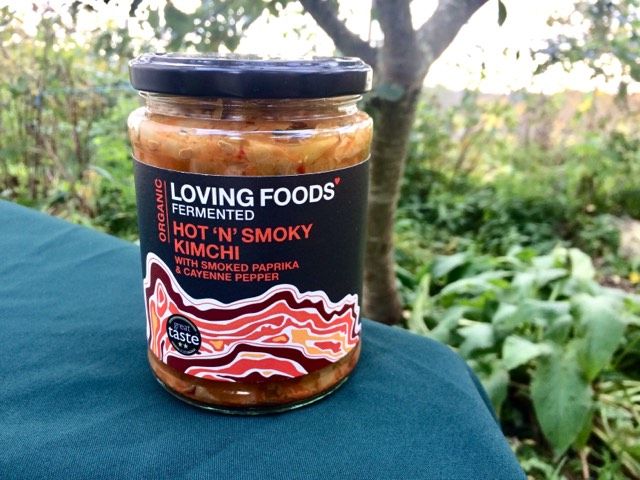 ORGANIC
LOVING FOODS
FERMENTED
HOT 'N' SMOKY
KIMCHI
WITH SMOKED PAPRIKA
& CAYENNE PEPPER
great
taste